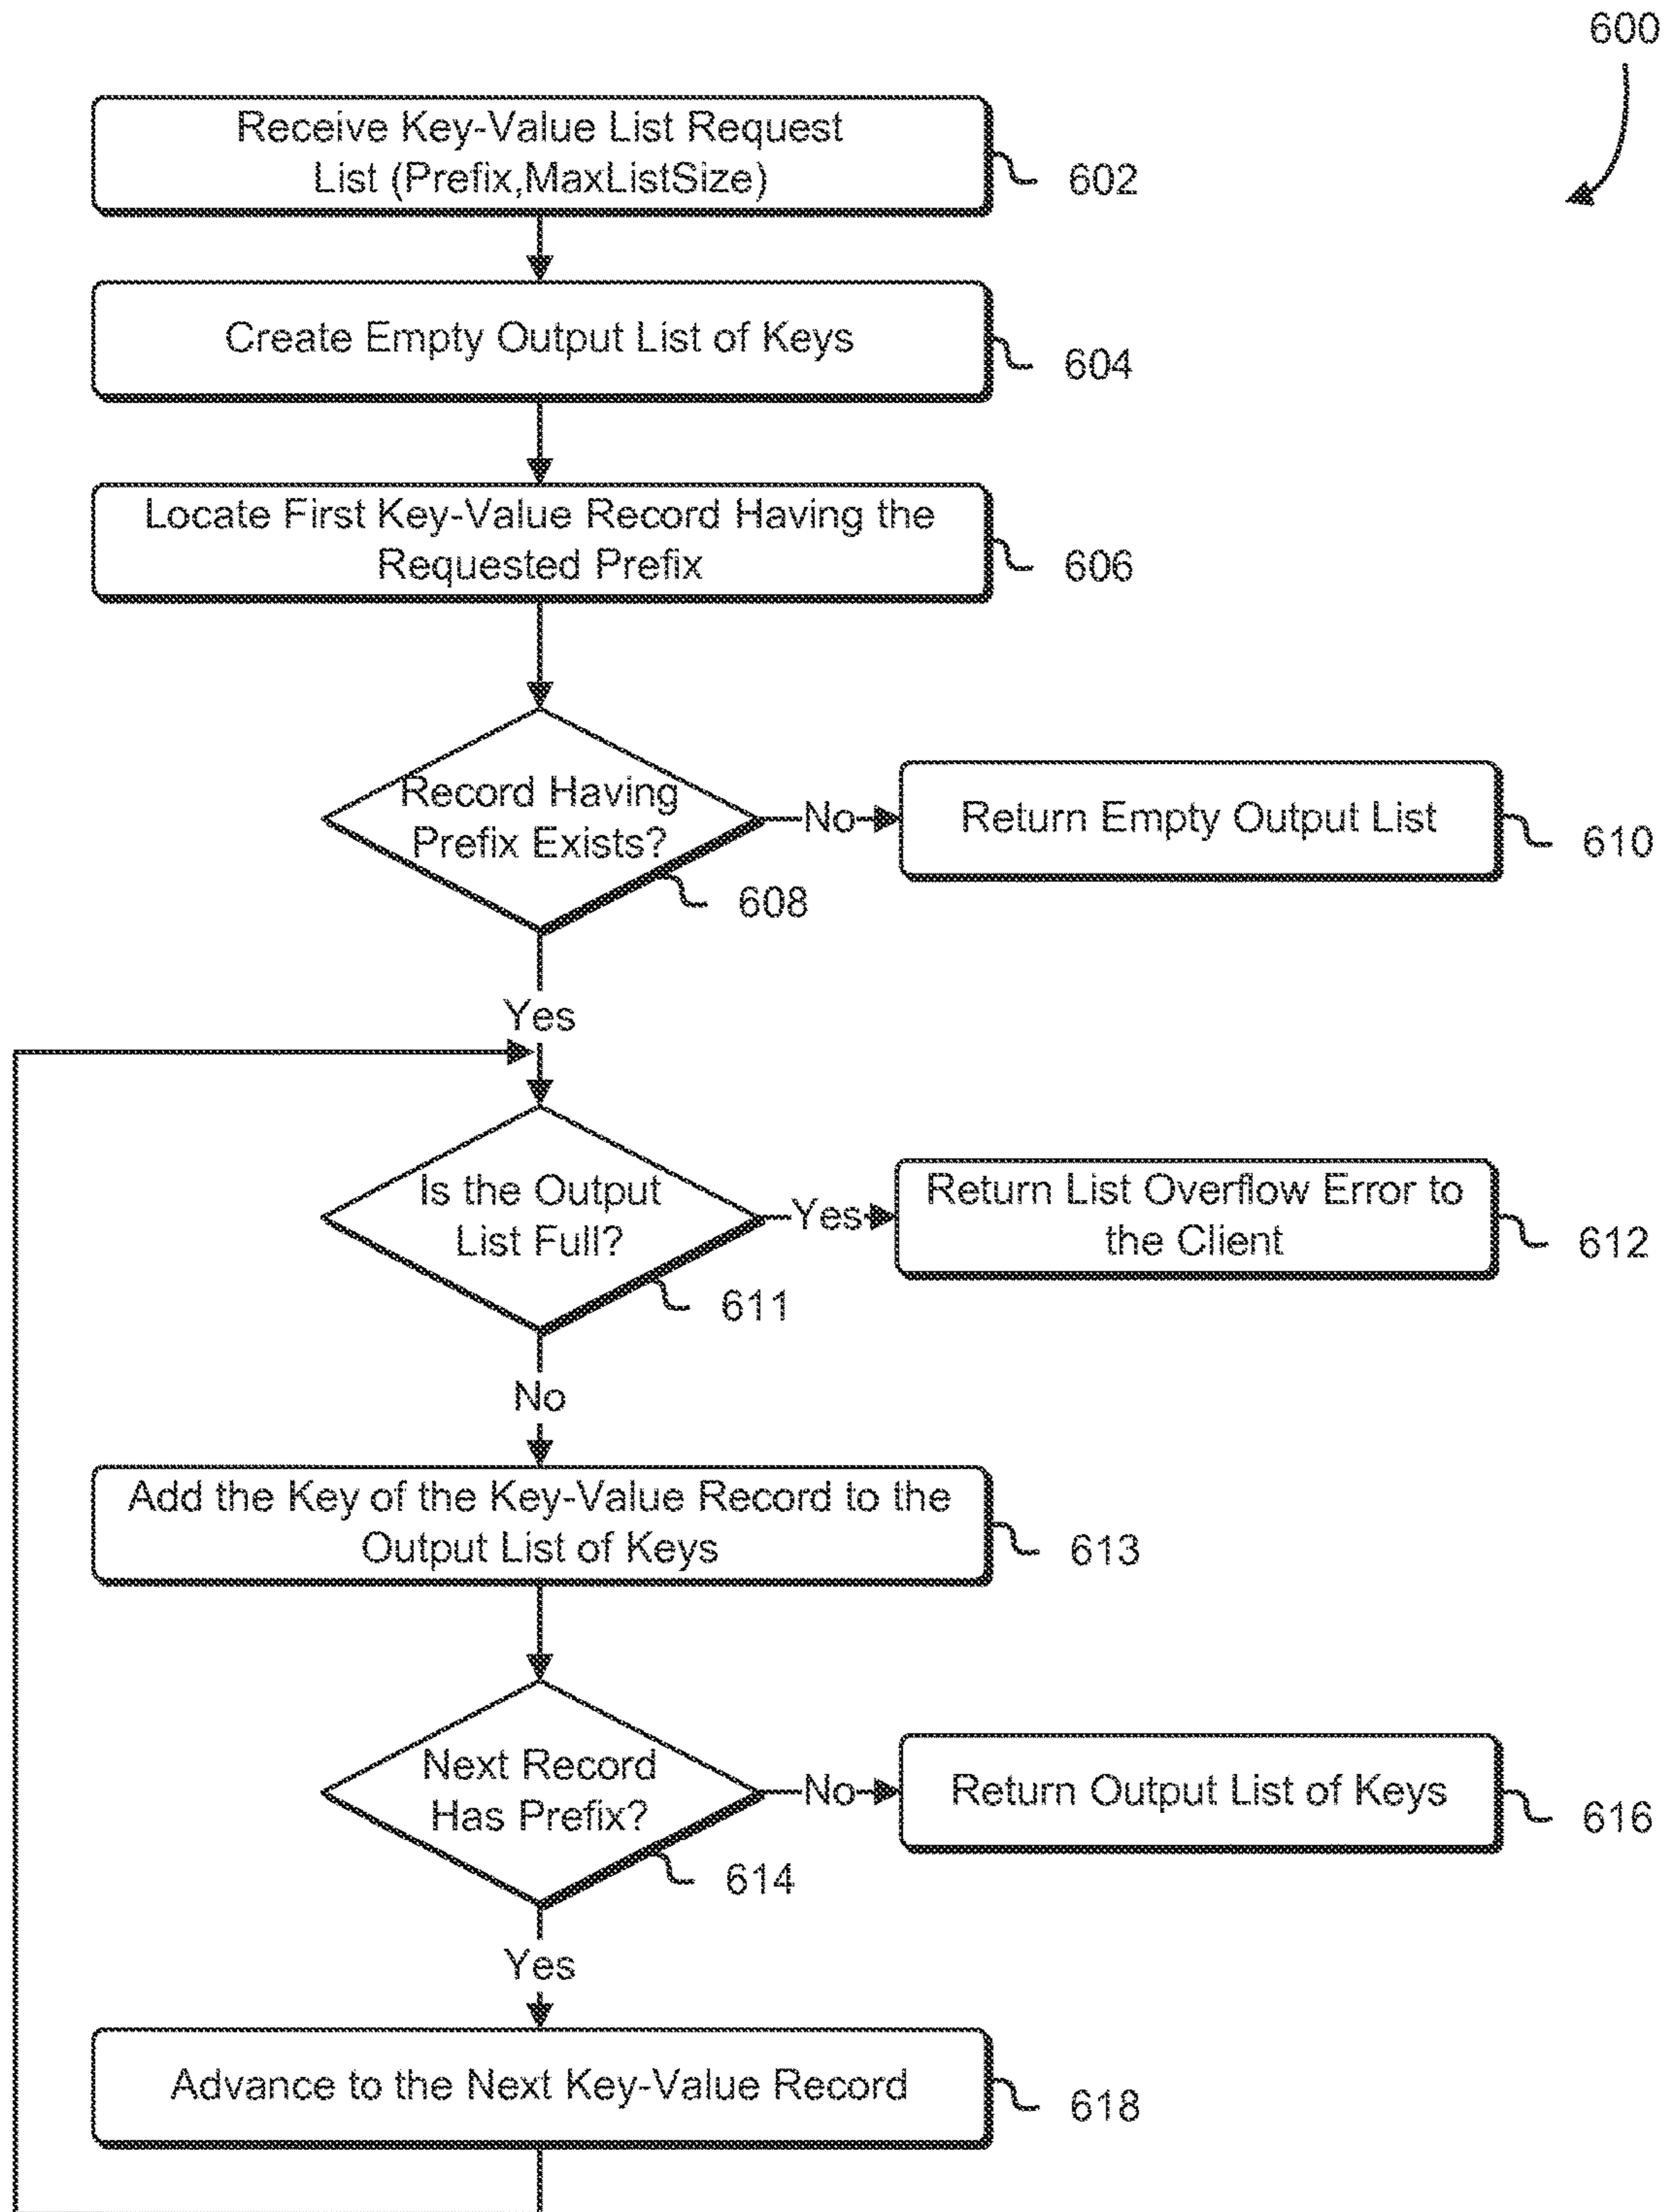 600
Receive Key-Value List Request
List (Prefix,MaxListSize)
602
Create Empty Output List of Keys
604
Locate First Key-Value Record Having the
Requested Prefix
606
Record Having
Prefix Exists?
608
No
Return Empty Output List
610
Yes
Is the Output
List Full?
611
Yes
Return List Overflow Error to
the Client
612
No
Add the Key of the Key-Value Record to the
Output List of Keys
613
Next Record
Has Prefix?
614
No
Return Output List of Keys
616
Yes
Advance to the Next Key-Value Record
618